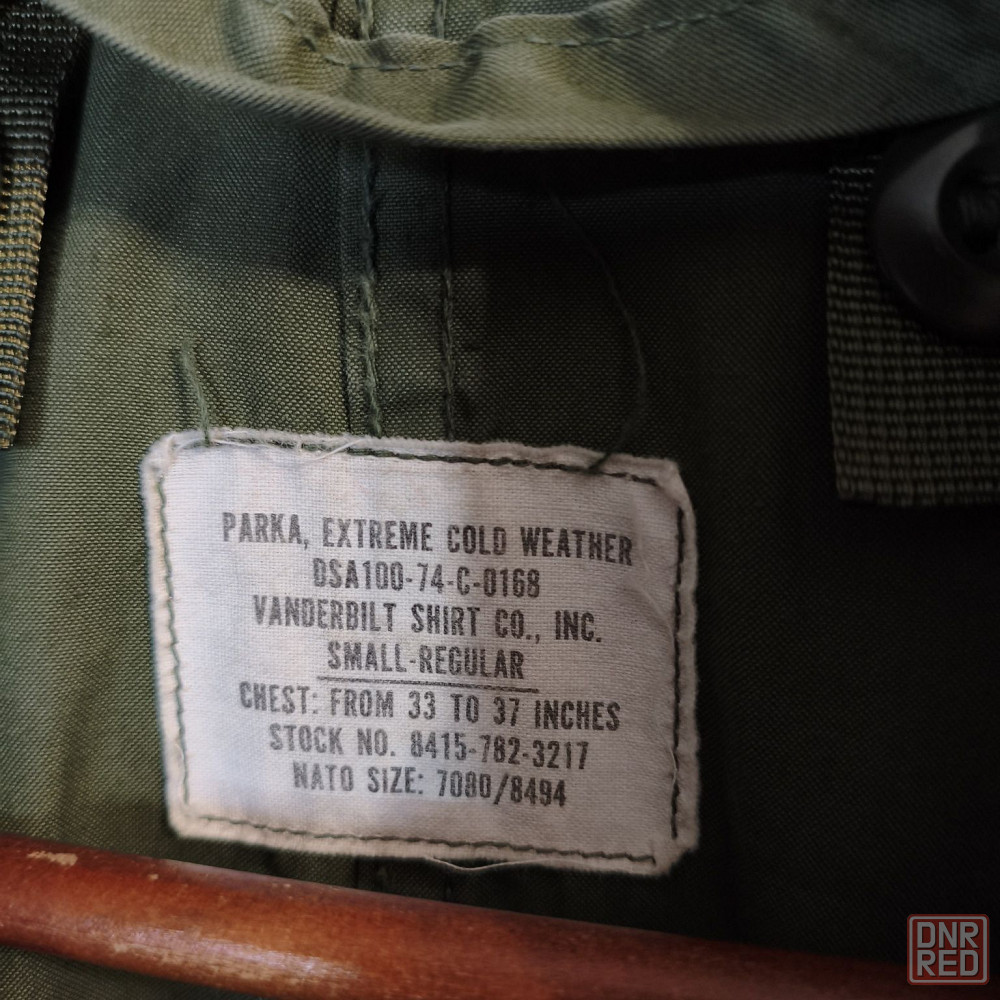 PARKA, EXTREME COLD WEATHER
DSA100-74-C-0168
VANDERBILT SHIRT CO., INC.
SMALL-REGULAR
CHEST: FROM 33 TO 37 INCHES
STOCK NO. 8415-782-3217
NATO SIZE: 7080/8494
DNR
RED